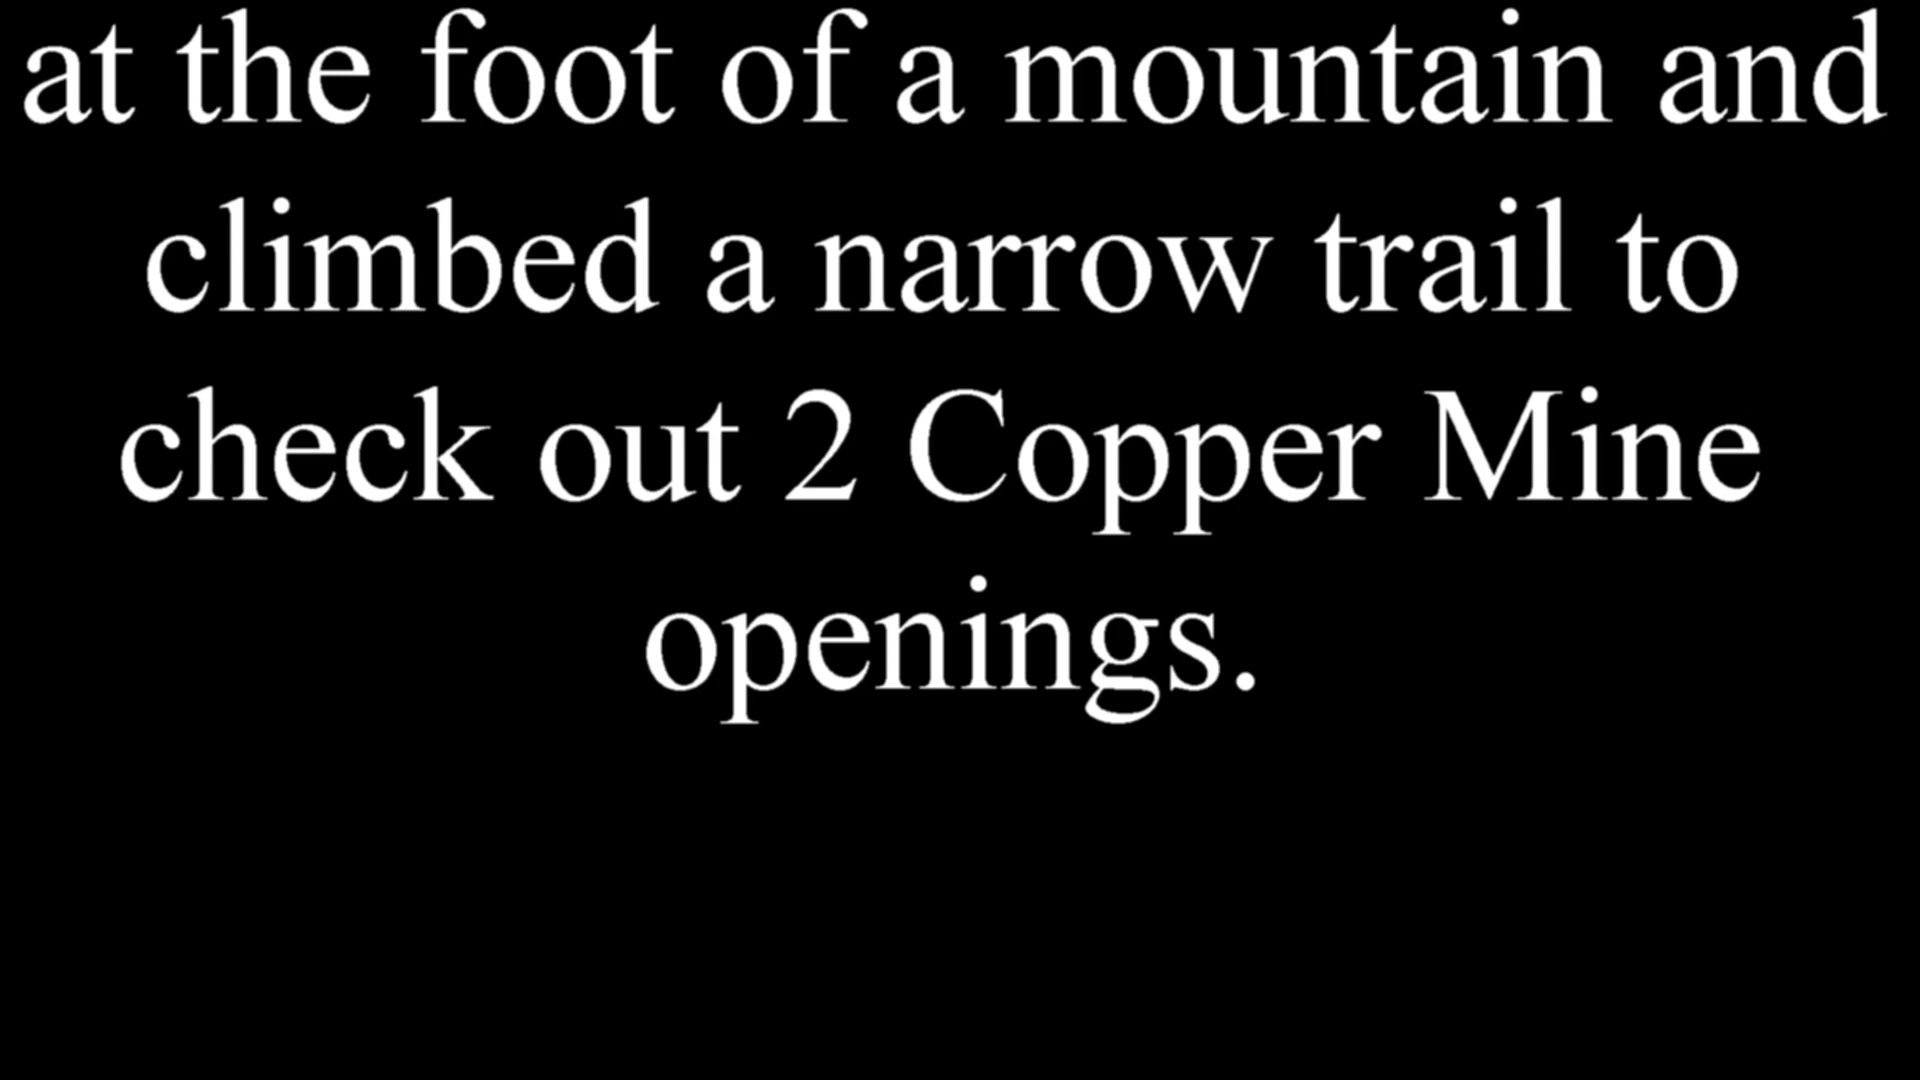 at the foot of a mountain and
climbed a narrow trail to
check out 2 Copper Mine
openings.